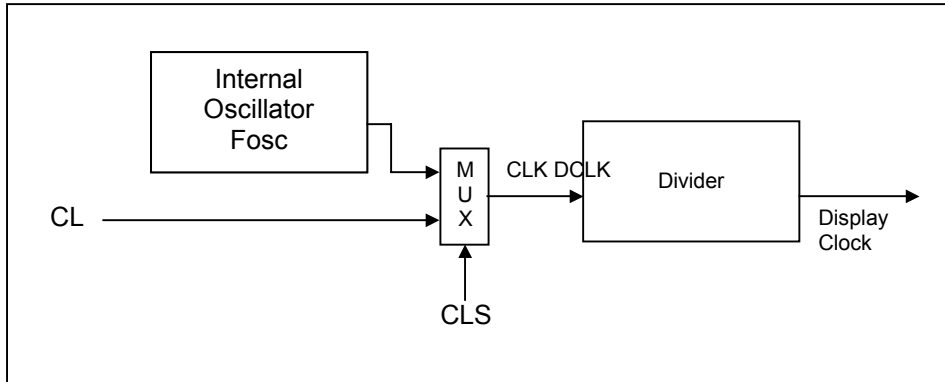 Internal
Oscillator
Fosc
M
U
X
CLK DCLK
Divider
CL
Display
Clock
CLS